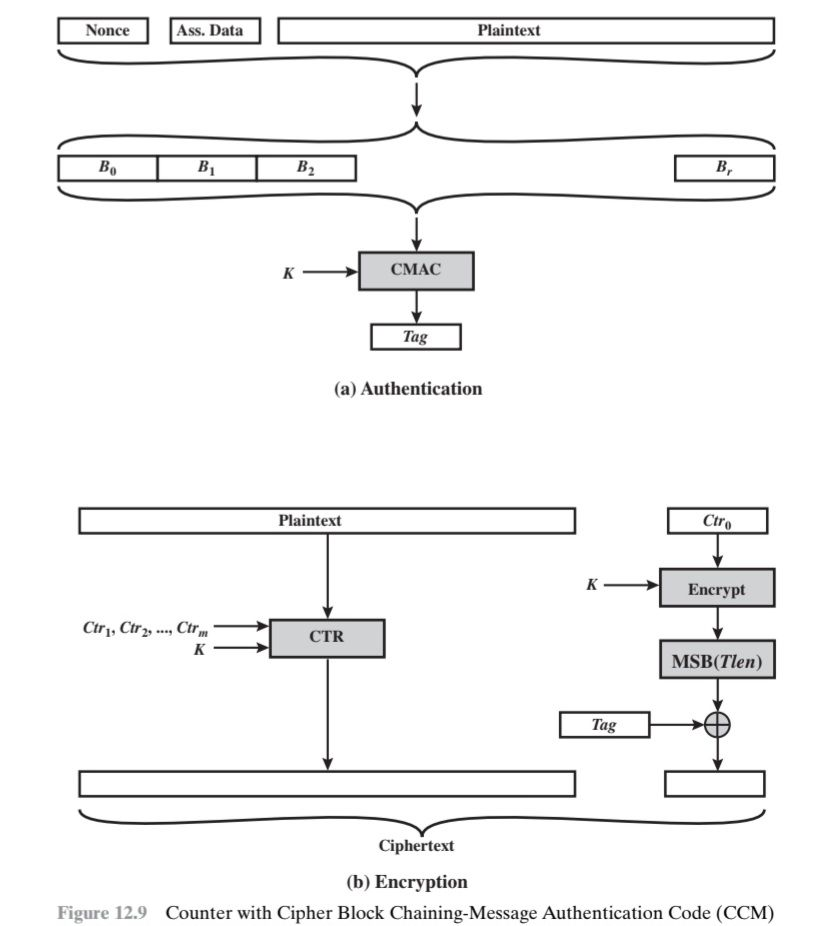 Nonce Ass. Data Plaintext
B0 B1 B2 Br
K CMAC
Tag
(a) Authentication
Plaintext Ctr0
K Encrypt
Ctr1, Ctr2, ..., Ctrm CTR
K
MSB(Tlen)
Tag
Ciphertext
(b) Encryption
Figure 12.9 Counter with Cipher Block Chaining-Message Authentication Code (CCM)